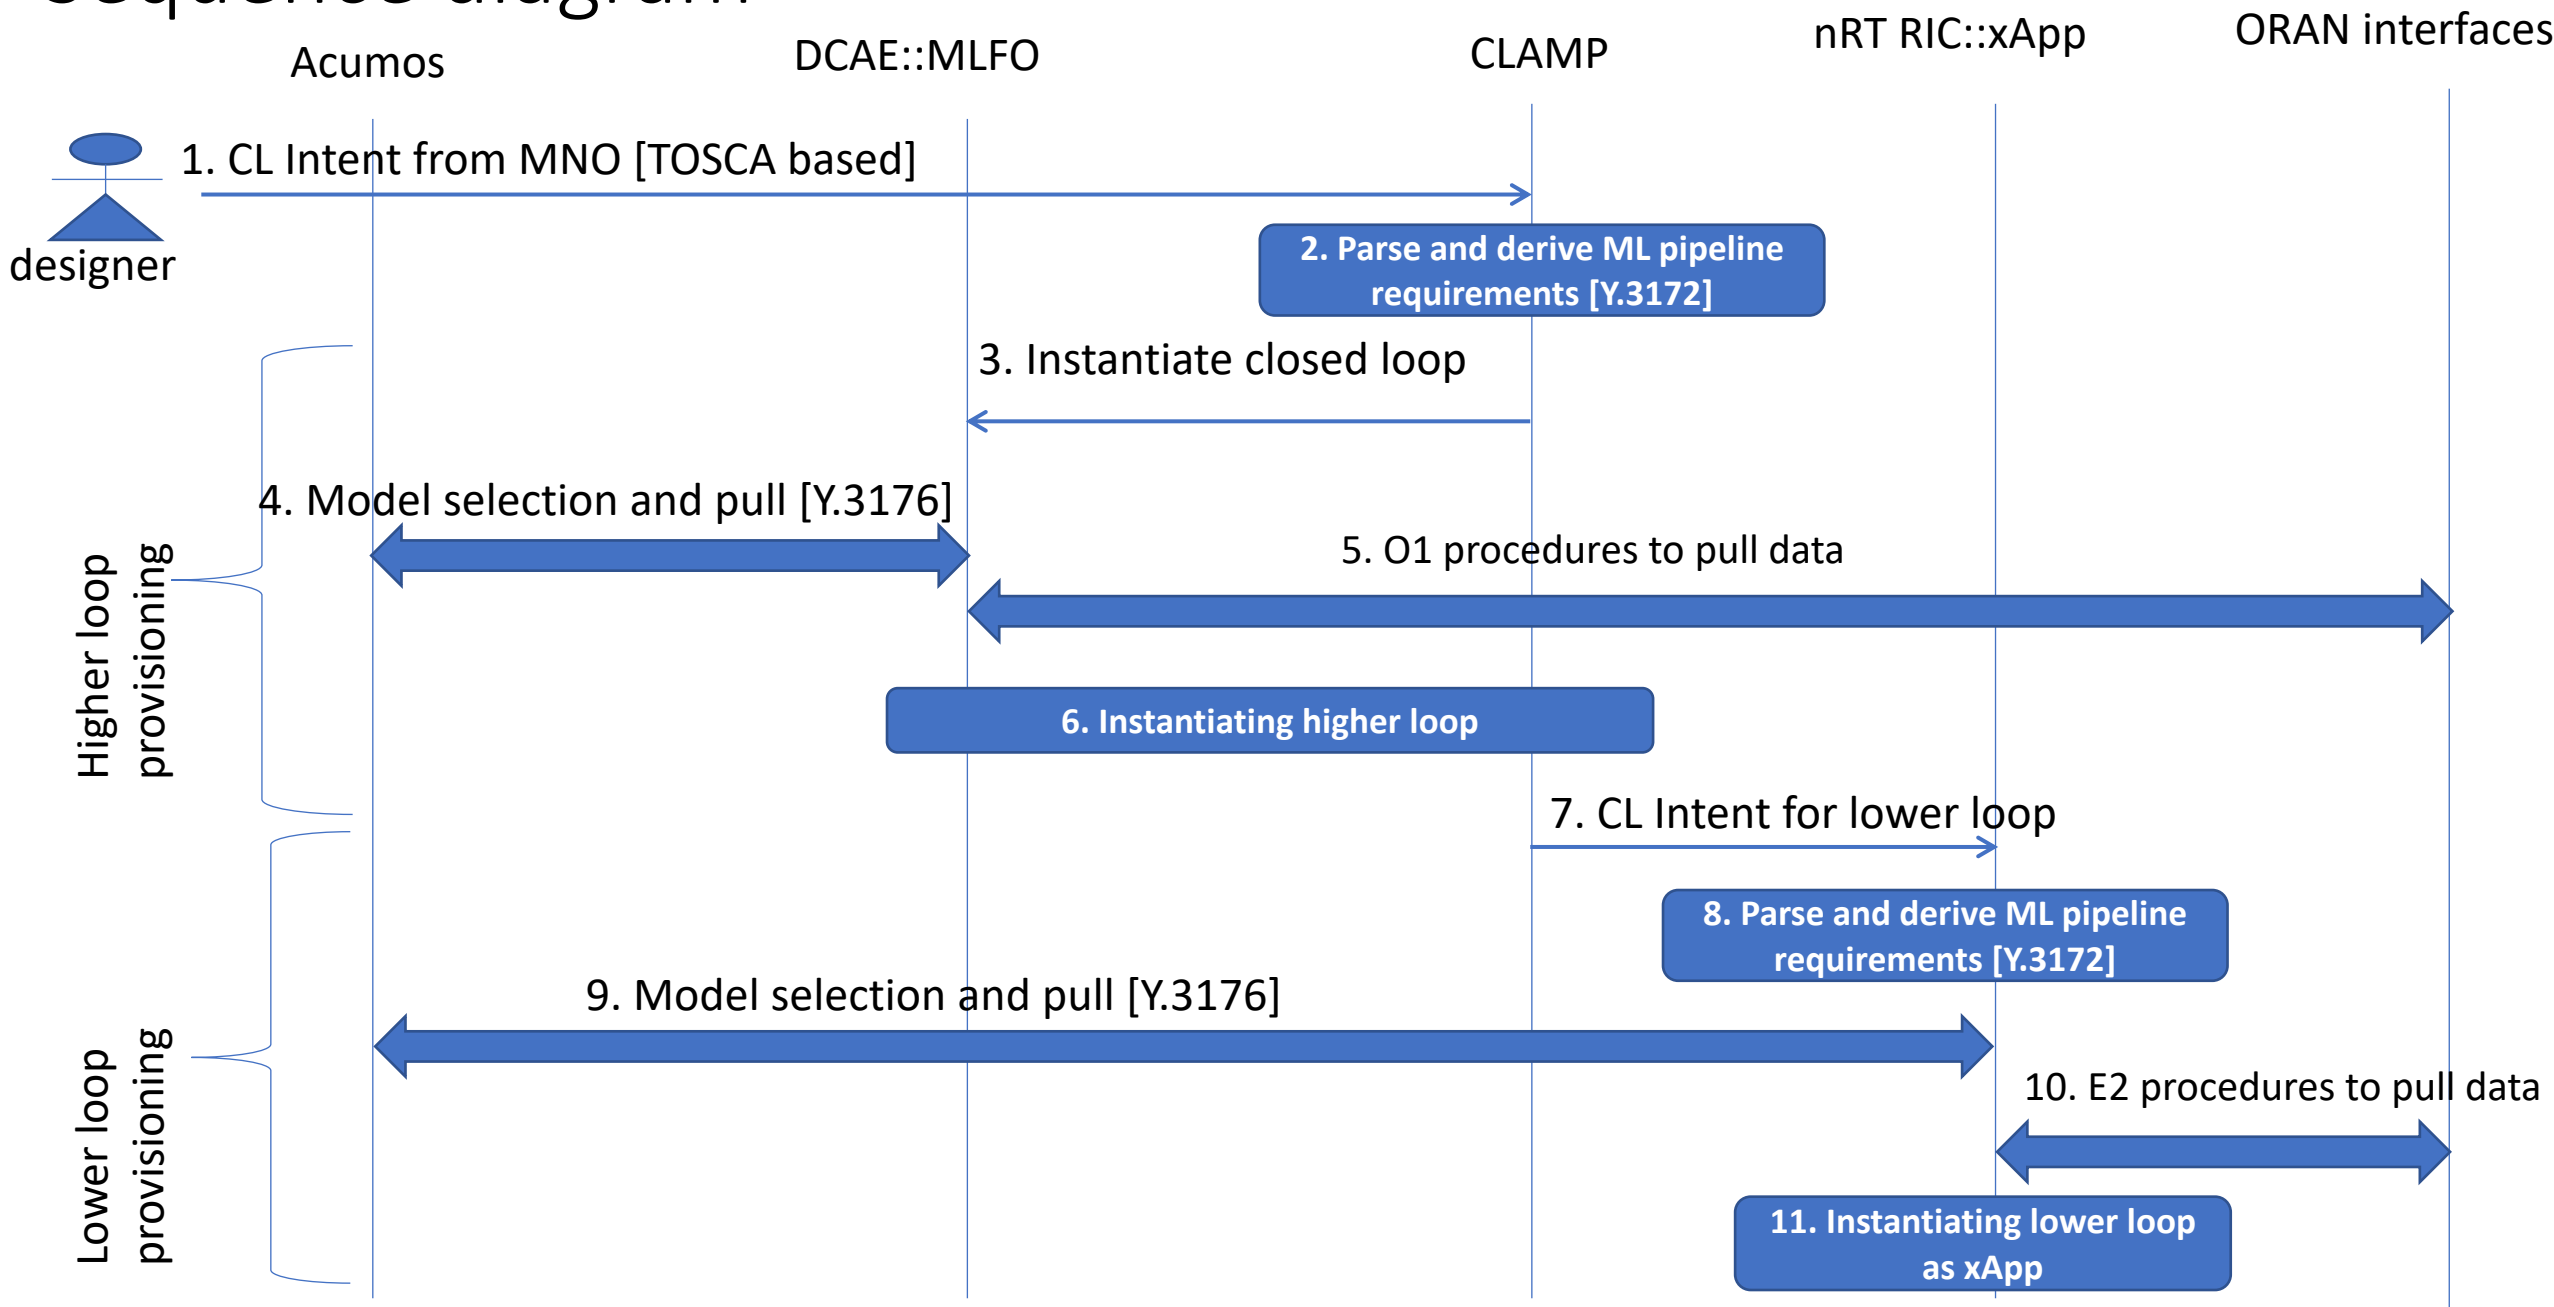 sequence diagram
Acumos
DCAE::MLFO
CLAMP
nRT RIC::xApp
ORAN interfaces
designer
1. CL Intent from MNO [TOSCA based]
2. Parse and derive ML pipeline
requirements [Y.3172]
3. Instantiate closed loop
Higher loop
provisioning
4. Model selection and pull [Y.3176]
5. O1 procedures to pull data
6. Instantiating higher loop
7. CL Intent for lower loop
8. Parse and derive ML pipeline
requirements [Y.3172]
Lower loop
provisioning
9. Model selection and pull [Y.3176]
10. E2 procedures to pull data
11. Instantiating lower loop
as xApp